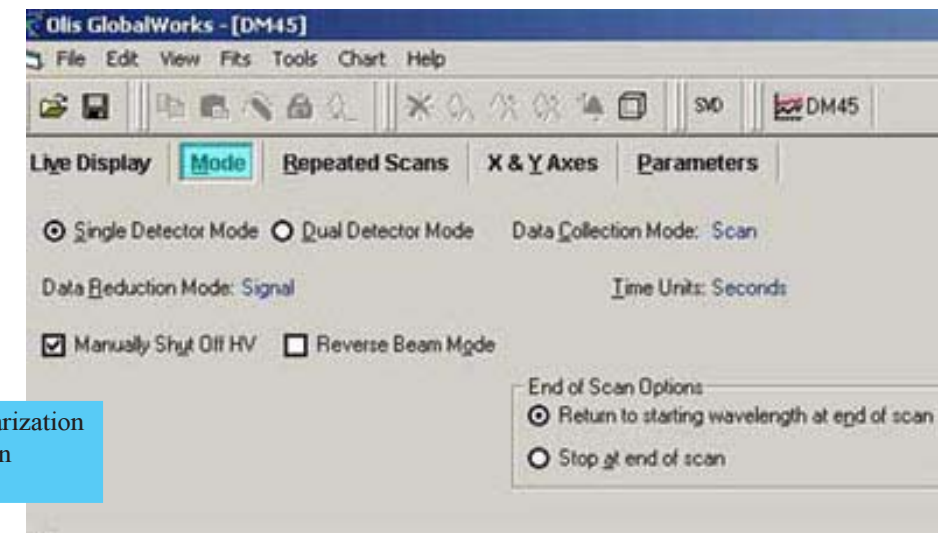 Olis GlobalWorks - [DM45]
File Edit View Fits Tools Chart Help
SVD DM45
Live Display Mode Repeated Scans X & Y Axes Parameters
Single Detector Mode Dual Detector Mode Data Collection Mode: Scan
Data Reduction Mode: Signal Time Units: Seconds
Manually Shut Off HV Reverse Beam Mode
End of Scan Options
Return to starting wavelength at end of scan
Stop at end of scan
arization
n